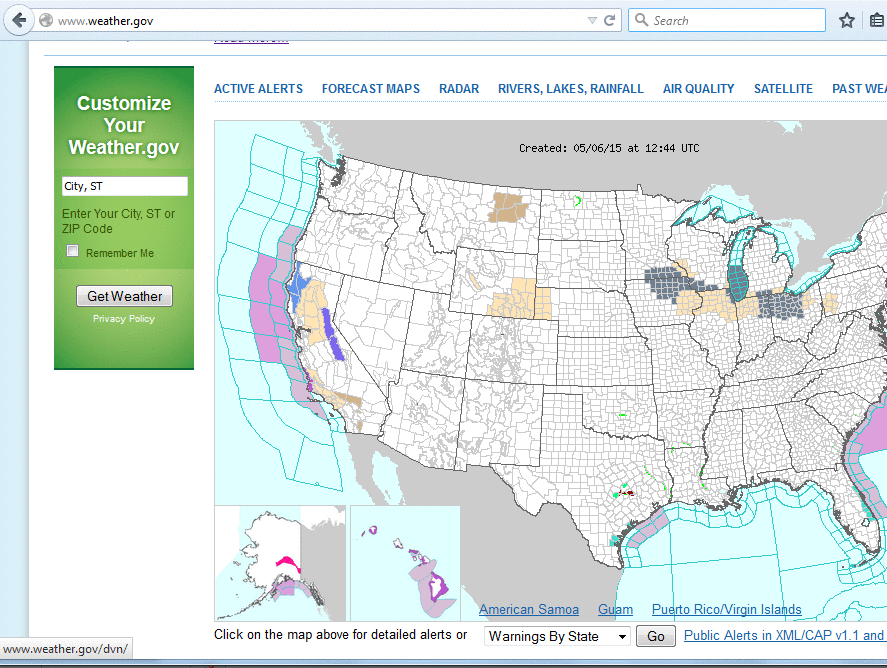 www.weather.gov
Search
Customize
Your
Weather.gov
City, ST
Enter Your City, ST or
ZIP Code
Remember Me
Get Weather
Privacy Policy
ACTIVE ALERTS FORECAST MAPS RADAR RIVERS, LAKES, RAINFALL AIR QUALITY SATELLITE PAST WEA
Created: 05/06/15 at 12:44 UTC
American Samoa Guam Puerto Rico/Virgin Islands
Click on the map above for detailed alerts or Warnings By State Go Public Alerts in XML/CAP v1.1 and
www.weather.gov/dvn/